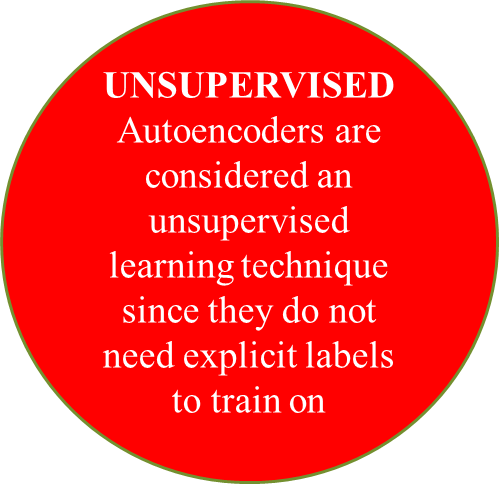 UNSUPERVISED
Autoencoders are
considered an
unsupervised
learning technique
since they do not
need explicit labels
to train on